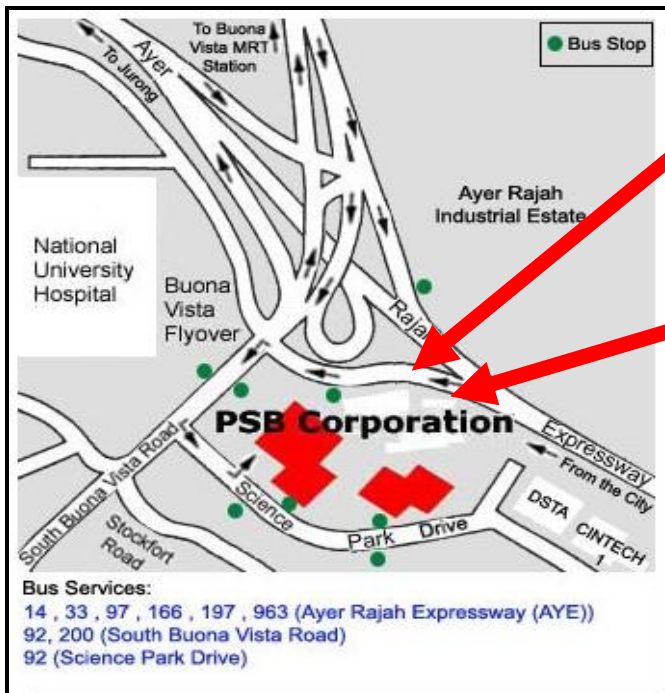 To Buona
Vista MRT
Station
Bus Stop
Ayer
To Jurong
Ayer Rajah
Industrial Estate
National
University
Hospital
Buona
Vista
Flyover
Rajah
PSB Corporation
Expressway
From the City
South Buona Vista Road
Science
Park Drive
DSTA
CINTECH
1
Stockfort
Road
Bus Services:
14 , 33 , 97 , 166 , 197 , 963 (Ayer Rajah Expressway (AYE))
92, 200 (South Buona Vista Road)
92 (Science Park Drive)